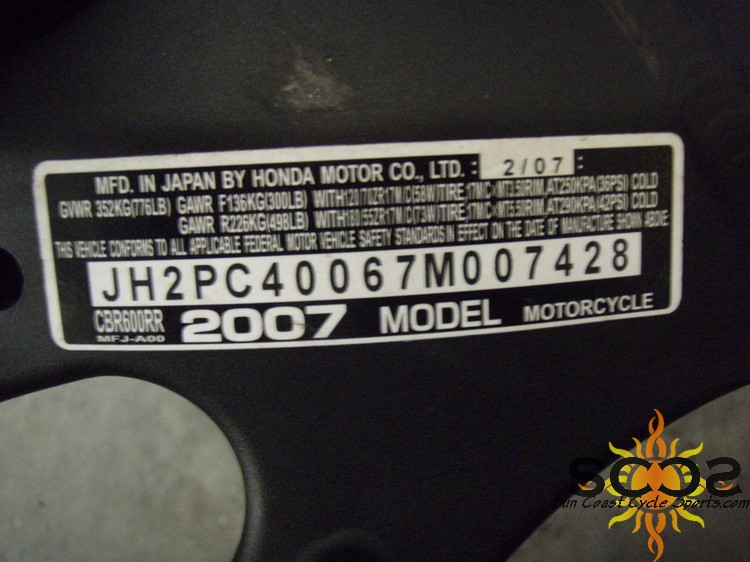 MFD. IN JAPAN BY HONDA MOTOR CO., LTD. : 2/07 :
GVWR 352KG(776LB) GAWR F136KG(300LB) WITH120/70ZR17M/C(58W)TIRE,17M/C×MT3.50RIM,AT250KPA(36PSI) COLD
GAWR R226KG(498LB) WITH180/55ZR17M/C(73W)TIRE,17M/C×MT5.50RIM,AT290KPA(42PSI) COLD
THIS VEHICLE CONFORMS TO ALL APPLICABLE FEDERAL MOTOR VEHICLE SAFETY STANDARDS IN EFFECT ON THE DATE OF MANUFACTURE SHOWN ABOVE.
JH2PC40067M007428
CBR600RR 2007 MODEL MOTORCYCLE
MFJ-A00
Sun Coast Cycle Sports.com